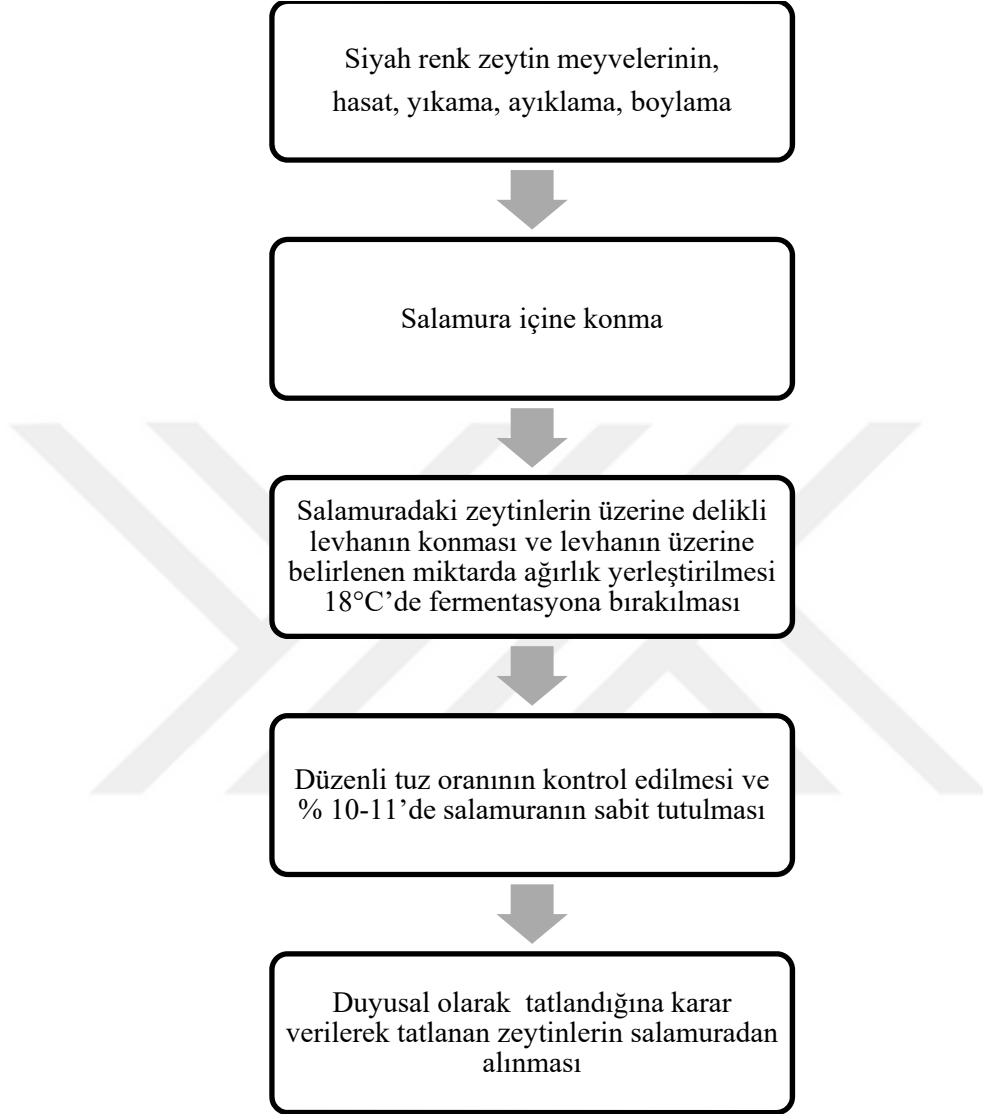 Siyah renk zeytin meyvelerinin,
hasat, yıkama, ayıklama, boylama
Salamura içine konma
Salamuradaki zeytinlerin üzerine delikli
levhanın konması ve levhanın üzerine
belirlenen miktarda ağırlık yerleştirilmesi
18°C’de fermentasyona bırakılması
Düzenli tuz oranının kontrol edilmesi ve
% 10-11’de salamuranın sabit tutulması
Duyusal olarak tatlandığına karar
verilerek tatlanan zeytinlerin salamuradan
alınması